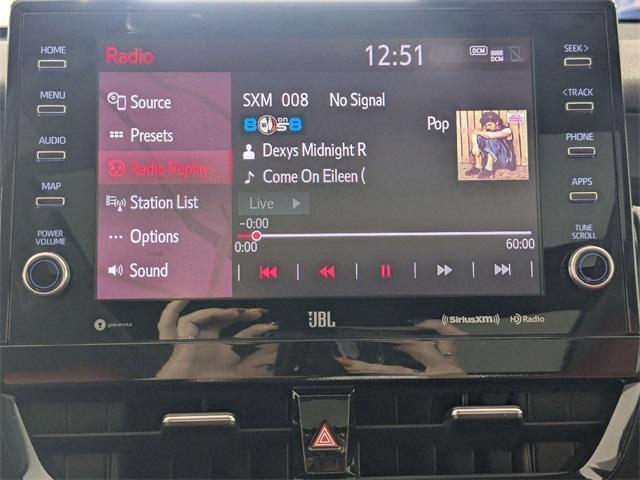 HOME
MENU
AUDIO
MAP
POWER
VOLUME
Radio
12:51
DCM
DCM
Source
Presets
Radio Replay
Station List
Options
Sound
SXM 008 No Signal
8 on 8
Pop
Dexys Midnight R
Come On Eileen (
Live
-0:00
0:00
60:00
SEEK >
< TRACK
PHONE
APPS
TUNE
SCROLL
gracenote
JBL
SiriusXM
HD Radio